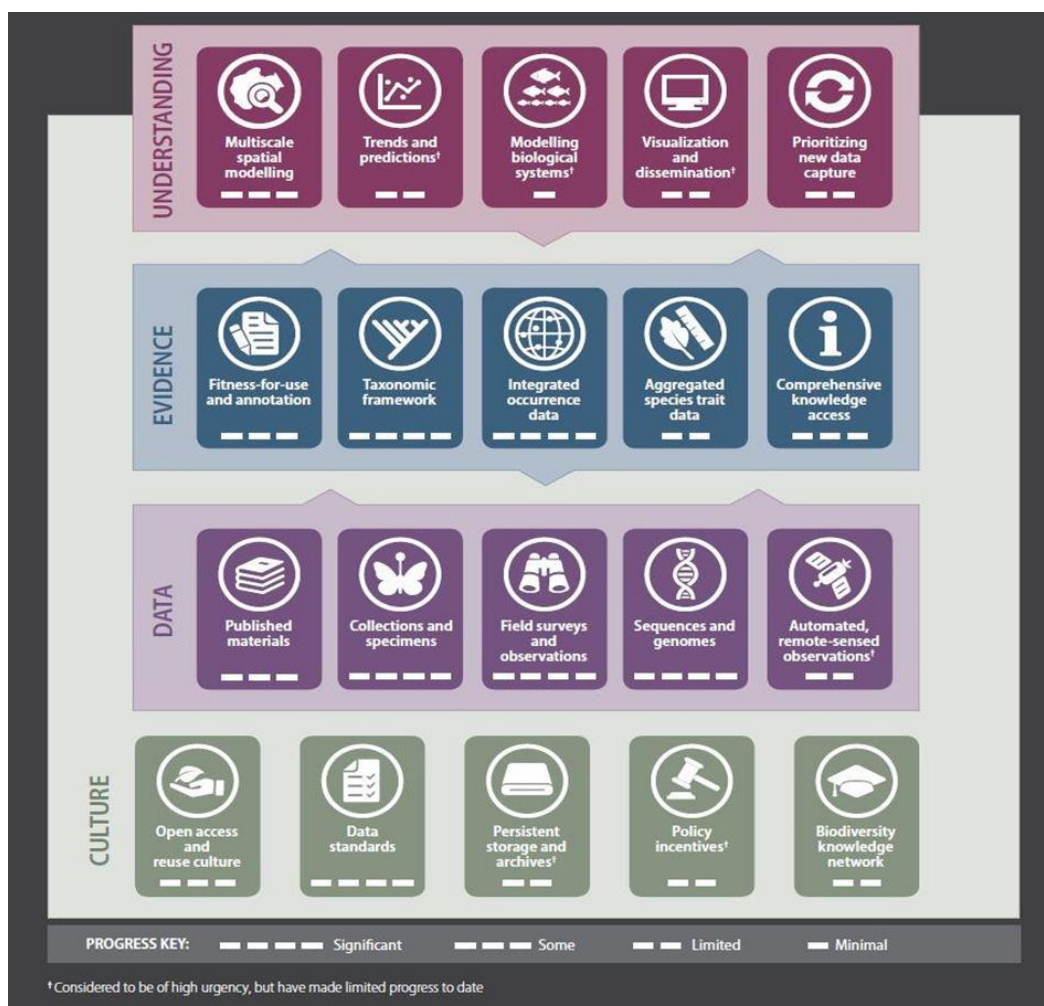 UNDERSTANDING
Multiscale
spatial
modelling
Trends and
predictions†
Modelling
biological
systems†
Visualization
and
dissemination†
Prioritizing
new data
capture
EVIDENCE
Fitness-for-use
and annotation
Taxonomic
framework
Integrated
occurrence
data
Aggregated
species trait
data
Comprehensive
knowledge
access
DATA
Published
materials
Collections and
specimens
Field surveys
and
observations
Sequences and
genomes
Automated,
remote-sensed
observations†
CULTURE
Open access
and
reuse culture
Data
standards
Persistent
storage and
archives†
Policy
incentives†
Biodiversity
knowledge
network
PROGRESS KEY: Significant Some Limited Minimal
†Considered to be of high urgency, but have made limited progress to date